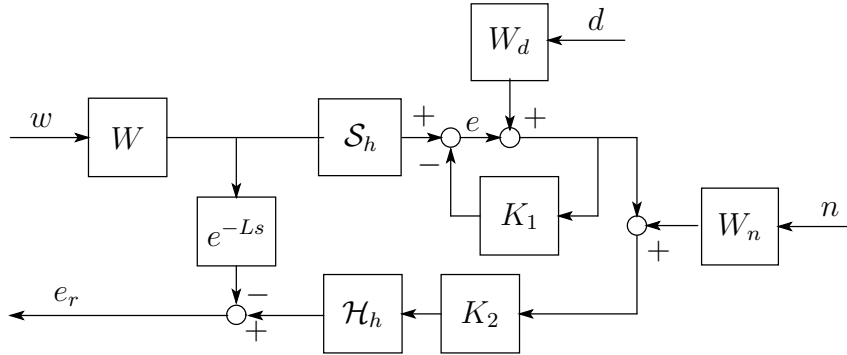 W_d
d
w
W
S_h
+
e
+
−
K_1
e^{-Ls}
W_n
n
+
−
e_r
+
H_h
K_2